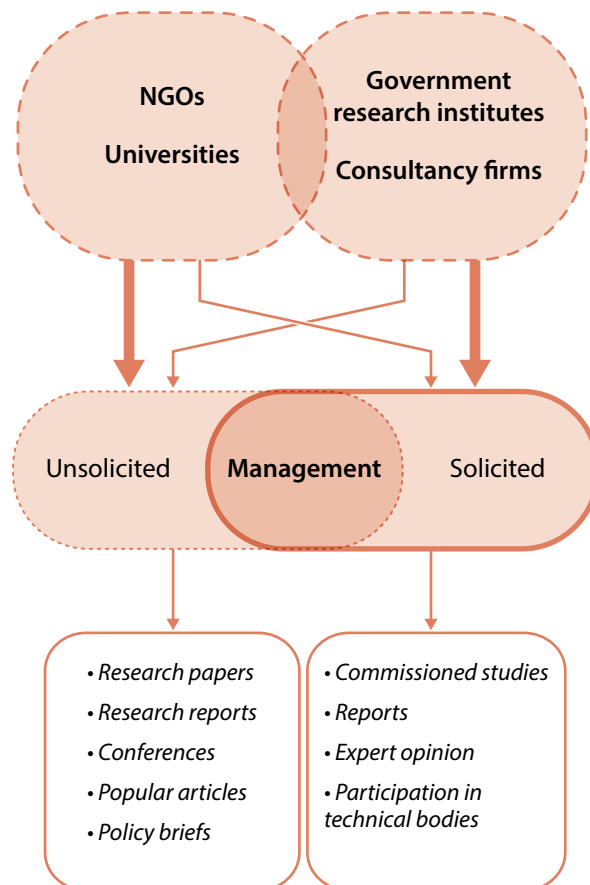 NGOs
Universities
Government
research institutes
Consultancy firms
Unsolicited
Management
Solicited
• Research papers
• Research reports
• Conferences
• Popular articles
• Policy briefs
• Commissioned studies
• Reports
• Expert opinion
• Participation in
technical bodies